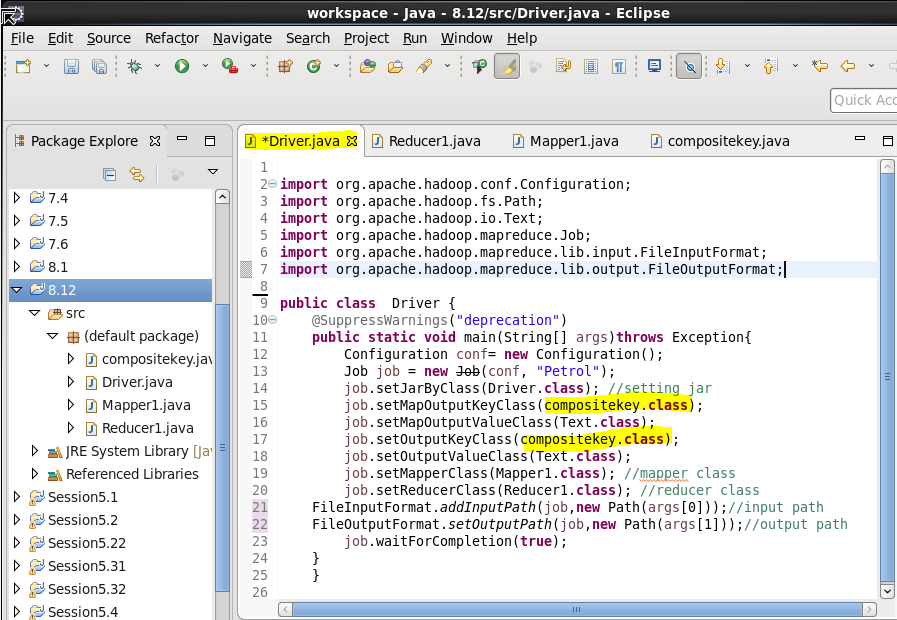 workspace - Java - 8.12/src/Driver.java - Eclipse
File Edit Source Refactor Navigate Search Project Run Window Help
Quick Acc
Package Explore
*Driver.java Reducer1.java Mapper1.java compositekey.java
7.4
7.5
7.6
8.1
8.12
src
(default package)
compositekey.jav
Driver.java
Mapper1.java
Reducer1.java
JRE System Library [Jav
Referenced Libraries
Session5.1
Session5.2
Session5.22
Session5.31
Session5.32
Session5.4
1
2 import org.apache.hadoop.conf.Configuration;
3 import org.apache.hadoop.fs.Path;
4 import org.apache.hadoop.io.Text;
5 import org.apache.hadoop.mapreduce.Job;
6 import org.apache.hadoop.mapreduce.lib.input.FileInputFormat;
7 import org.apache.hadoop.mapreduce.lib.output.FileOutputFormat;
8
9 public class  Driver {
10     @SuppressWarnings("deprecation")
11     public static void main(String[] args)throws Exception{
12         Configuration conf= new Configuration();
13         Job job = new Job(conf, "Petrol");
14         job.setJarByClass(Driver.class); //setting jar
15         job.setMapOutputKeyClass(compositekey.class);
16         job.setMapOutputValueClass(Text.class);
17         job.setOutputKeyClass(compositekey.class);
18         job.setOutputValueClass(Text.class);
19         job.setMapperClass(Mapper1.class); //mapper class
20         job.setReducerClass(Reducer1.class); //reducer class
21     FileInputFormat.addInputPath(job,new Path(args[0]));//input path
22     FileOutputFormat.setOutputPath(job,new Path(args[1]));//output path
23         job.waitForCompletion(true);
24     }
25     }
26